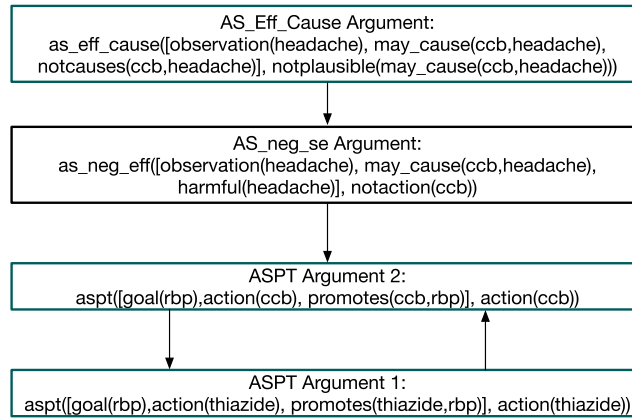 AS_Eff_Cause Argument:
as_eff_cause([observation(headache), may_cause(ccb,headache),
notcauses(ccb,headache)], notplausible(may_cause(ccb,headache)))
AS_neg_se Argument:
as_neg_eff([observation(headache), may_cause(ccb,headache),
harmful(headache)], notaction(ccb))
ASPT Argument 2:
aspt([goal(rbp),action(ccb), promotes(ccb,rbp)], action(ccb))
ASPT Argument 1:
aspt([goal(rbp),action(thiazide), promotes(thiazide,rbp)], action(thiazide))